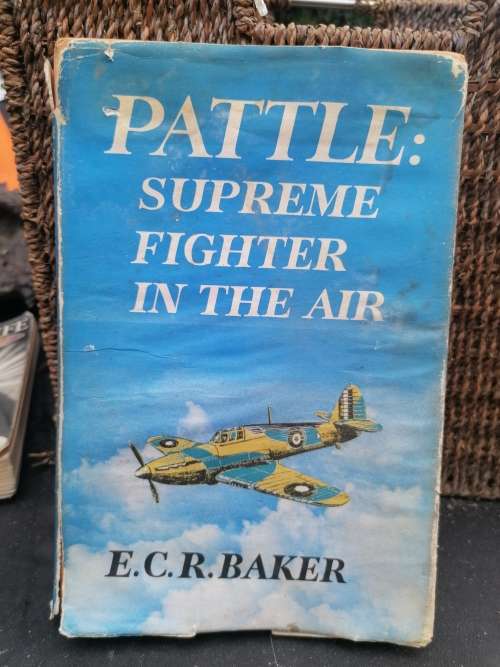 PATTLE:
SUPREME
FIGHTER
IN THE AIR
E.C.R.BAKER